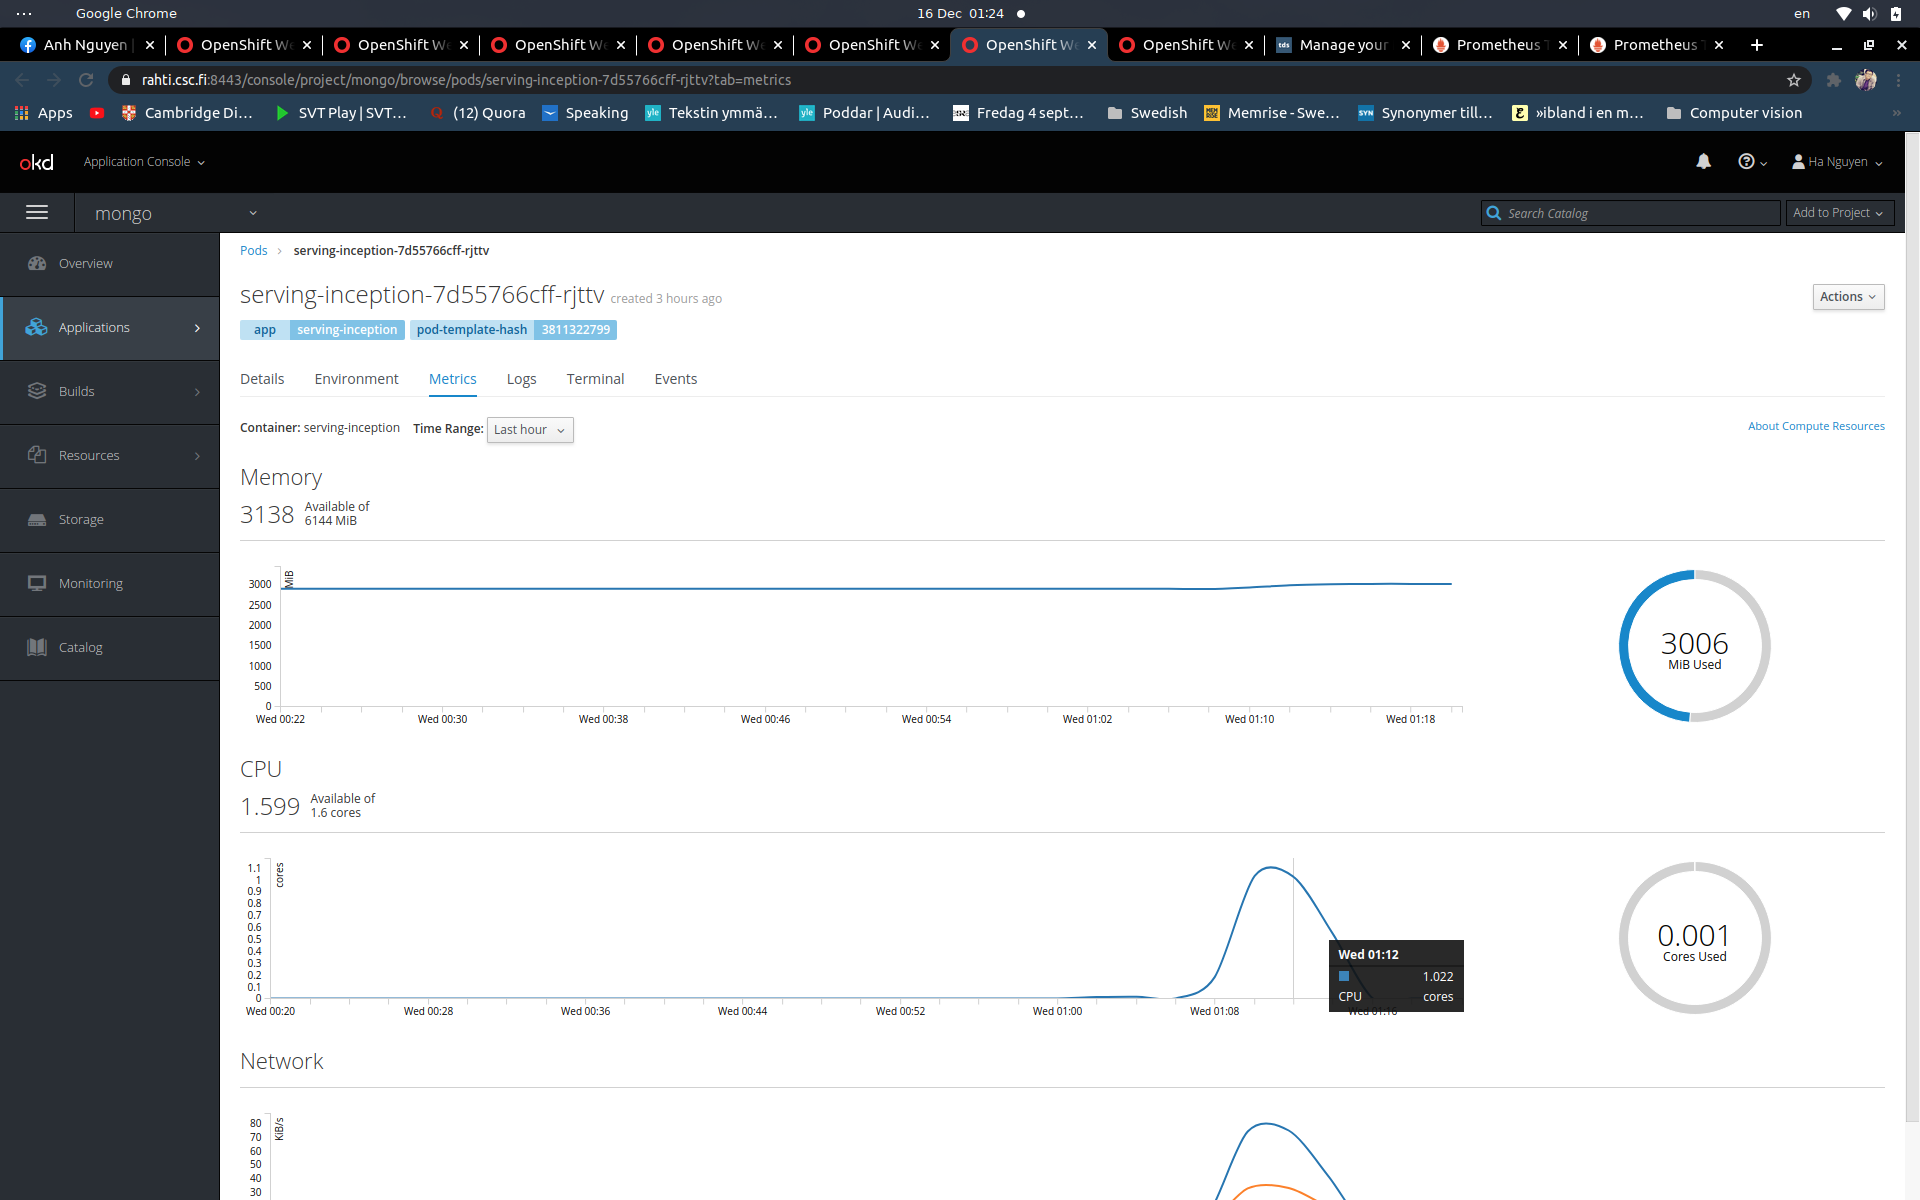 Google Chrome
16 Dec 01:24
en
Anh Nguyen |
OpenShift We
OpenShift We
OpenShift We
OpenShift We
OpenShift We
OpenShift We
OpenShift We
tds Manage your
Prometheus T
Prometheus T
rahti.csc.fi:8443/console/project/mongo/browse/pods/serving-inception-7d55766cff-rjttv?tab=metrics
Apps
Cambridge Di...
SVT Play | SVT...
(12) Quora
Speaking
yle Tekstin ymmä...
yle Poddar | Audi...
Fredag 4 sept...
Swedish
Memrise - Swe...
SYN Synonymer till...
»ibland i en m...
Computer vision
»
okd
Application Console
Ha Nguyen
mongo
Search Catalog
Add to Project
Overview
Applications
Builds
Resources
Storage
Monitoring
Catalog
Pods
serving-inception-7d55766cff-rjttv
serving-inception-7d55766cff-rjttv created 3 hours ago
Actions
app serving-inception pod-template-hash 3811322799
Details Environment Metrics Logs Terminal Events
Container: serving-inception Time Range: Last hour
About Compute Resources
Memory
3138 Available of
6144 MiB
MiB
3000
2500
2000
1500
1000
500
0
Wed 00:22 Wed 00:30 Wed 00:38 Wed 00:46 Wed 00:54 Wed 01:02 Wed 01:10 Wed 01:18
3006
MiB Used
CPU
1.599 Available of
1.6 cores
cores
1.1
1
0.9
0.8
0.7
0.6
0.5
0.4
0.3
0.2
0.1
0
Wed 00:20 Wed 00:28 Wed 00:36 Wed 00:44 Wed 00:52 Wed 01:00 Wed 01:08 Wed 01:16
Wed 01:12
1.022
CPU cores
0.001
Cores Used
Network
KiB/s
80
70
60
50
40
30